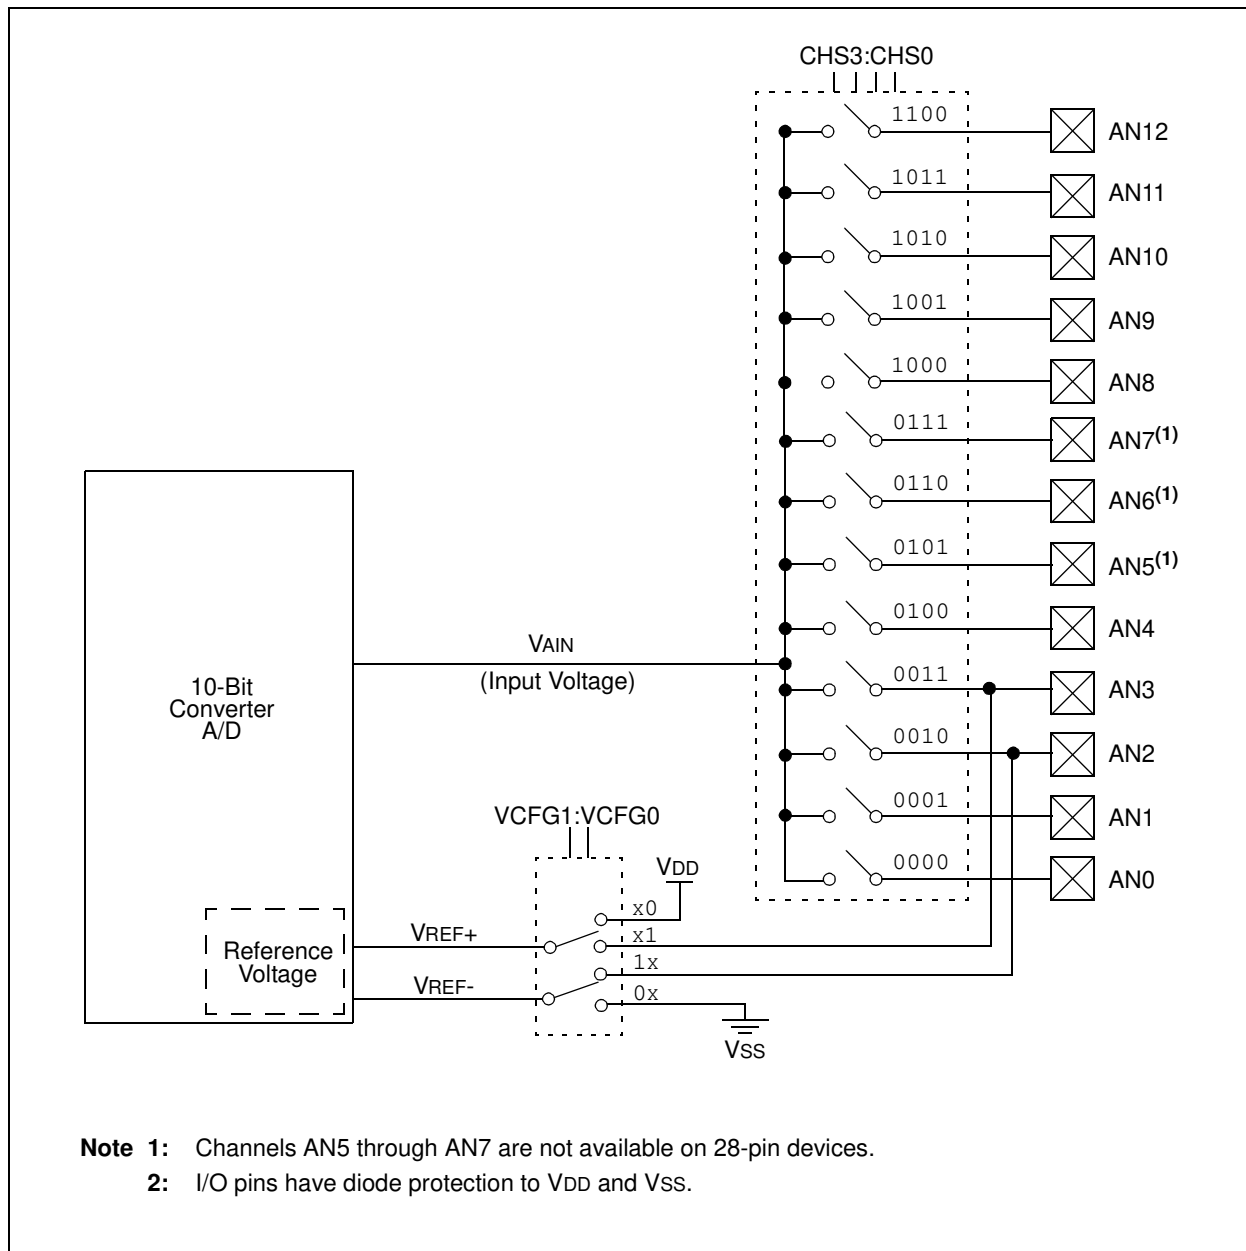 CHS3:CHS0
1100
AN12
1011
AN11
1010
AN10
1001
AN9
1000
AN8
0111
AN7(1)
0110
AN6(1)
0101
AN5(1)
0100
AN4
VAIN
(Input Voltage)
0011
AN3
10-Bit
Converter
A/D
0010
AN2
0001
AN1
VCFG1:VCFG0
0000
AN0
VDD
x0
VREF+
x1
Reference
Voltage
1x
VREF-
0x
VSS
Note 1: Channels AN5 through AN7 are not available on 28-pin devices.
2: I/O pins have diode protection to VDD and VSS.